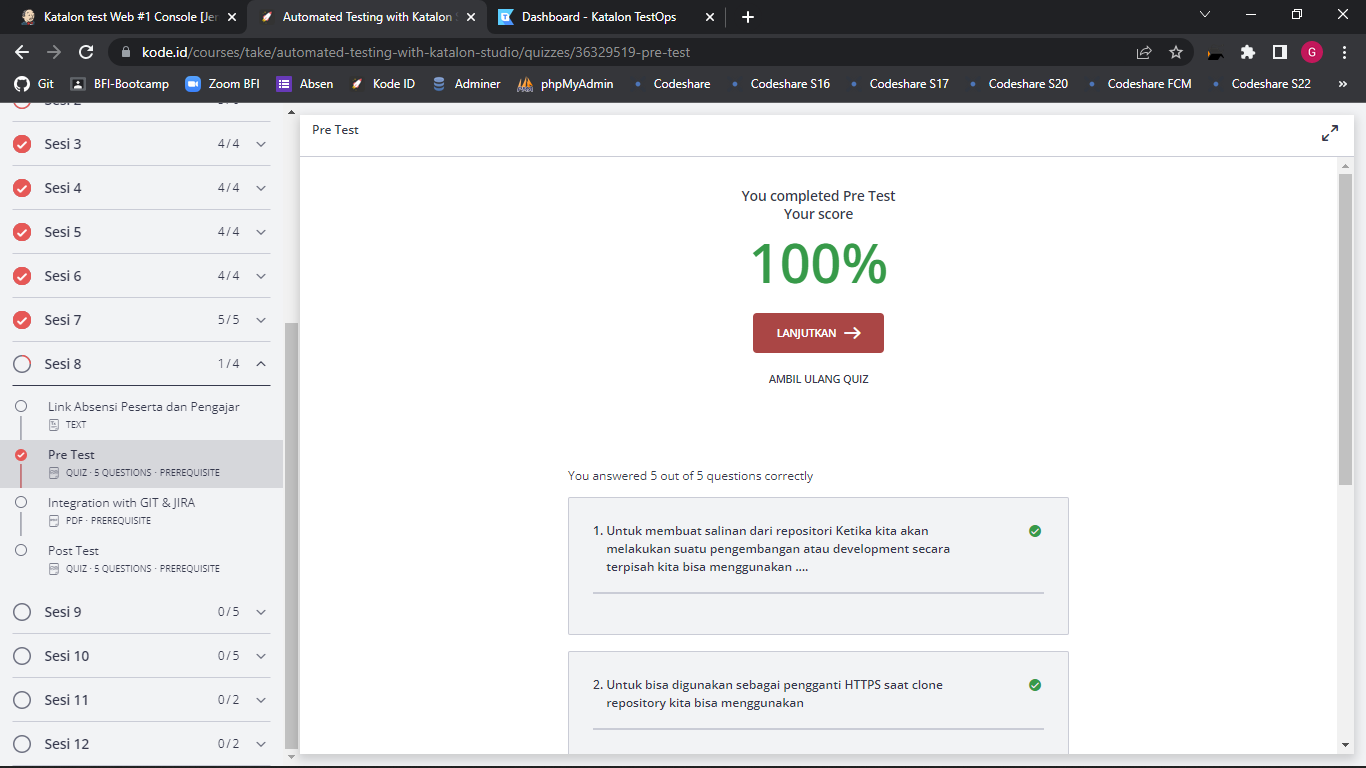 Katalon test Web #1 Console [Jer
Automated Testing with Katalon S
Dashboard - Katalon TestOps
kode.id/courses/take/automated-testing-with-katalon-studio/quizzes/36329519-pre-test
G
Git
BFI-Bootcamp
Zoom BFI
Absen
Kode ID
Adminer
phpMyAdmin
Codeshare
Codeshare S16
Codeshare S17
Codeshare S20
Codeshare FCM
Codeshare S22
»
Sesi 3
4 / 4
Sesi 4
4 / 4
Sesi 5
4 / 4
Sesi 6
4 / 4
Sesi 7
5 / 5
Sesi 8
1 / 4
Link Absensi Peserta dan Pengajar
TEXT
Pre Test
QUIZ · 5 QUESTIONS · PREREQUISITE
Integration with GIT & JIRA
PDF · PREREQUISITE
Post Test
QUIZ · 5 QUESTIONS · PREREQUISITE
Sesi 9
0 / 5
Sesi 10
0 / 5
Sesi 11
0 / 2
Sesi 12
0 / 2
Pre Test
You completed Pre Test
Your score
100%
LANJUTKAN
AMBIL ULANG QUIZ
You answered 5 out of 5 questions correctly
1. Untuk membuat salinan dari repositori Ketika kita akan
melakukan suatu pengembangan atau development secara
terpisah kita bisa menggunakan ....
2. Untuk bisa digunakan sebagai pengganti HTTPS saat clone
repository kita bisa menggunakan